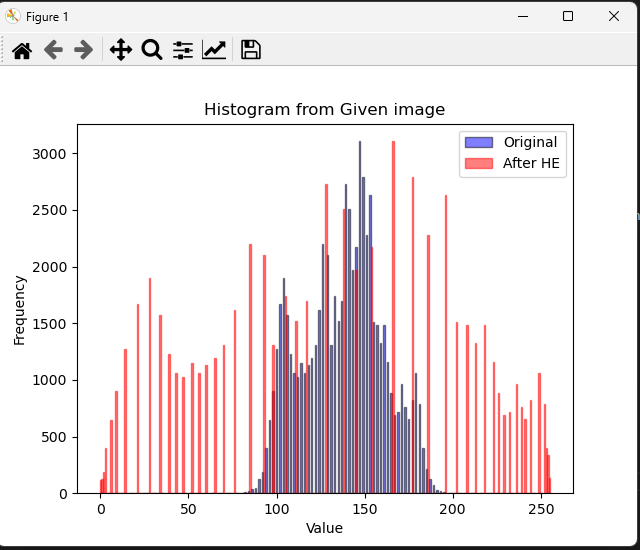 Figure 1
Histogram from Given image
Original
After HE
3000
2500
2000
1500
1000
500
0
Frequency
0 50 100 150 200 250
Value